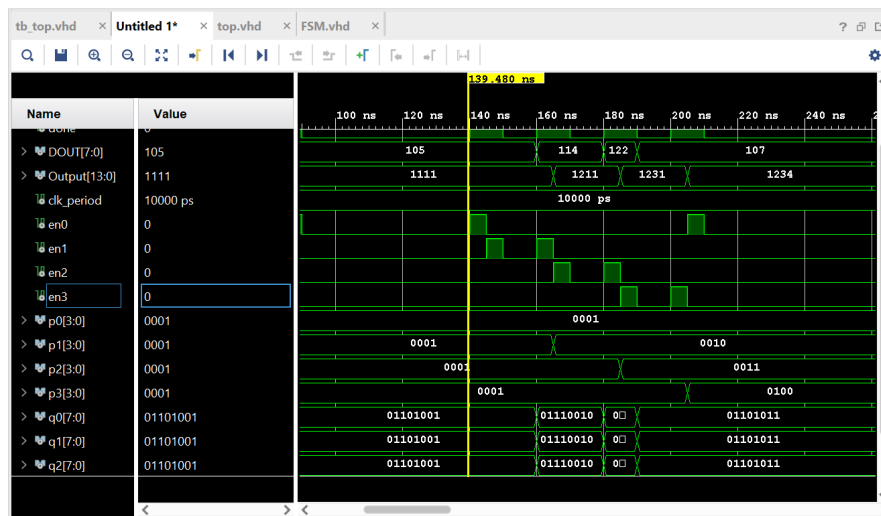 tb_top.vhd × Untitled 1* × top.vhd × FSM.vhd × ?
139.480 ns
Name Value 100 ns 120 ns 140 ns 160 ns 180 ns 200 ns 220 ns 240 ns
done 0
DOUT[7:0] 105 105 114 122 107
Output[13:0] 1111 1111 1211 1231 1234
clk_period 10000 ps 10000 ps
en0 0
en1 0
en2 0
en3 0
p0[3:0] 0001 0001
p1[3:0] 0001 0001 0010
p2[3:0] 0001 0001 0011
p3[3:0] 0001 0001 0100
q0[7:0] 01101001 01101001 01110010 0□ 01101011
q1[7:0] 01101001 01101001 01110010 0□ 01101011
q2[7:0] 01101001 01101001 01110010 0□ 01101011